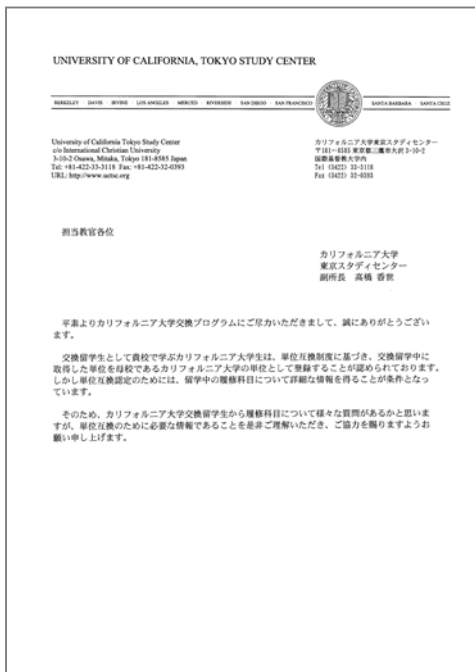 UNIVERSITY OF CALIFORNIA, TOKYO STUDY CENTER
BERKELEY DAVIS IRVINE LOS ANGELES MERCED RIVERSIDE SAN DIEGO SAN FRANCISCO SANTA BARBARA SANTA CRUZ
University of California Tokyo Study Center
c/o International Christian University
3-10-2 Osawa, Mitaka, Tokyo 181-8585 Japan
Tel: +81-422-33-3118 Fax: +81-422-32-0393
URL: http://www.uctsc.org
カリフォルニア大学東京スタディセンター
〒181-8585 東京都三鷹市大沢 3-10-2
国際基督教大学内
Tel (0422) 33-3118
Fax (0422) 32-0393
担当教官各位
カリフォルニア大学
東京スタディセンター
副所長 高橋 香世
平素よりカリフォルニア大学交換プログラムにご尽力いただきまして、誠にありがとうござい
ます。
交換留学生として貴校で学ぶカリフォルニア大学生は、単位互換制度に基づき、交換留学中に
取得した単位を母校であるカリフォルニア大学の単位として登録することが認められております。
しかし単位互換認定のためには、留学中の履修科目について詳細な情報を得ることが条件となっ
ています。
そのため、カリフォルニア大学交換留学生から履修科目について様々な質問があるかと思いま
すが、単位互換のために必要な情報であることを是非ご理解いただき、ご協力を賜りますようお
願い申し上げます。